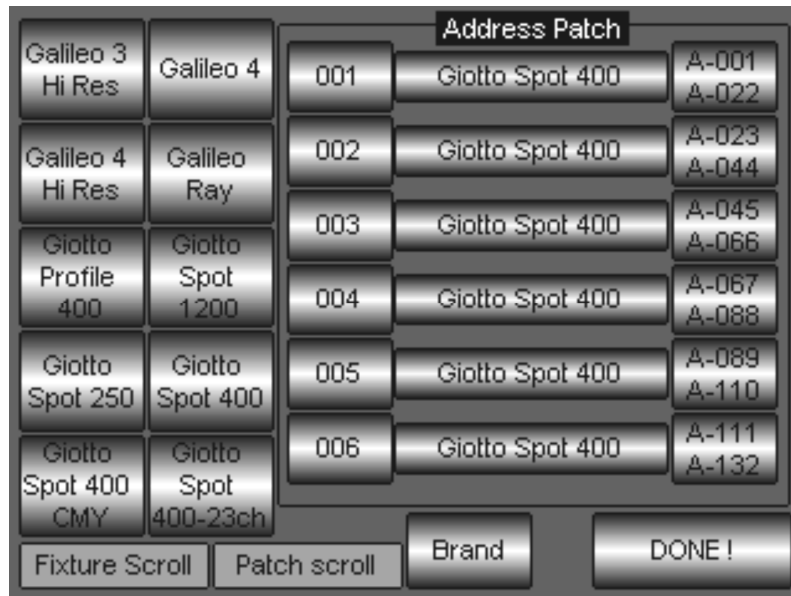 Galileo 3
Hi Res
Galileo 4
Galileo 4
Hi Res
Galileo
Ray
Giotto
Profile
400
Giotto
Spot
1200
Giotto
Spot 250
Giotto
Spot 400
Giotto
Spot 400
CMY
Giotto
Spot
400-23ch
Address Patch
001
Giotto Spot 400
A-001
A-022
002
Giotto Spot 400
A-023
A-044
003
Giotto Spot 400
A-045
A-066
004
Giotto Spot 400
A-067
A-088
005
Giotto Spot 400
A-089
A-110
006
Giotto Spot 400
A-111
A-132
Fixture Scroll
Patch scroll
Brand
DONE !